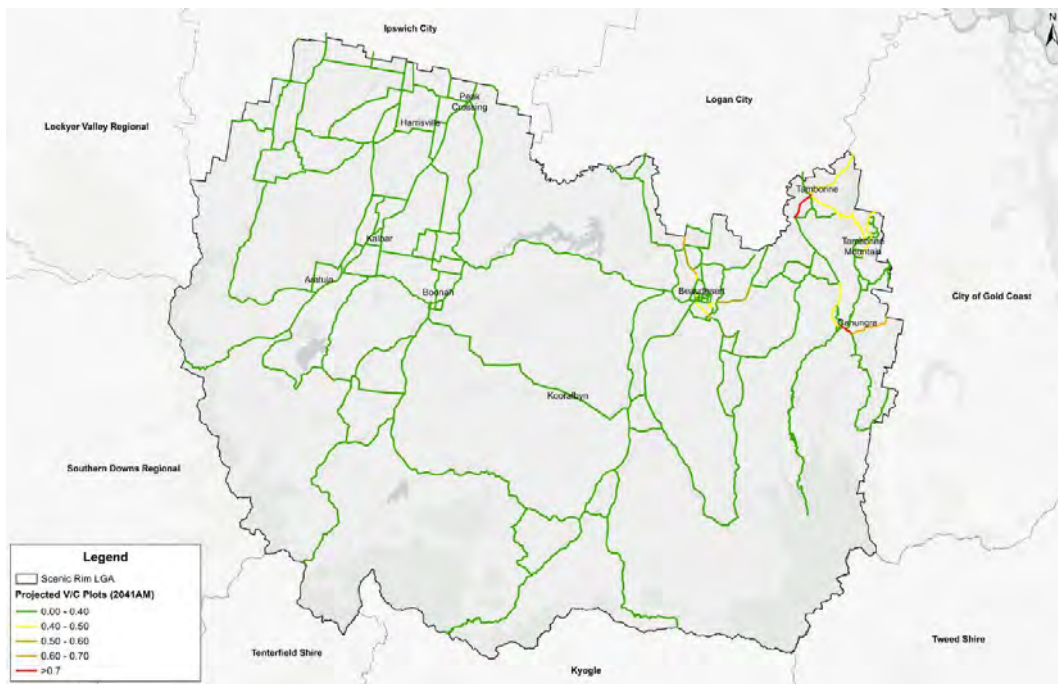 Ipswich City
N
Peak
Crossing
Logan City
Harrisville
Lockyer Valley Regional
Tamborine
Kalbar
Tamborine
Mountain
Aratula
Boonah
Beaudesert
City of Gold Coast
Canungra
Kooralbyn
Southern Downs Regional
Legend
Scenic Rim LGA
Projected V/C Plots (2041AM)
0.00 - 0.40
0.40 - 0.50
0.50 - 0.60
0.60 - 0.70
>0.7
Tweed Shire
Tenterfield Shire
Kyogle